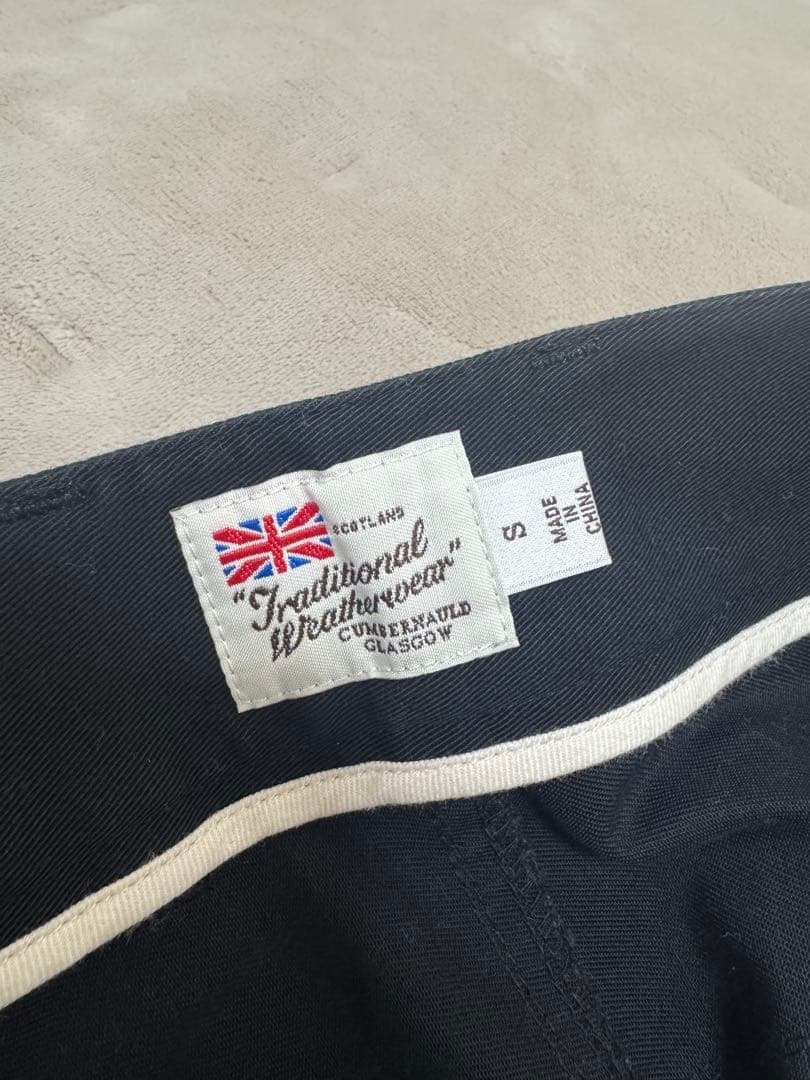 SCOTLAND
"Traditional
Weatherwear"
CUMBERNAULD
GLASGOW
S
MADE
IN
CHINA